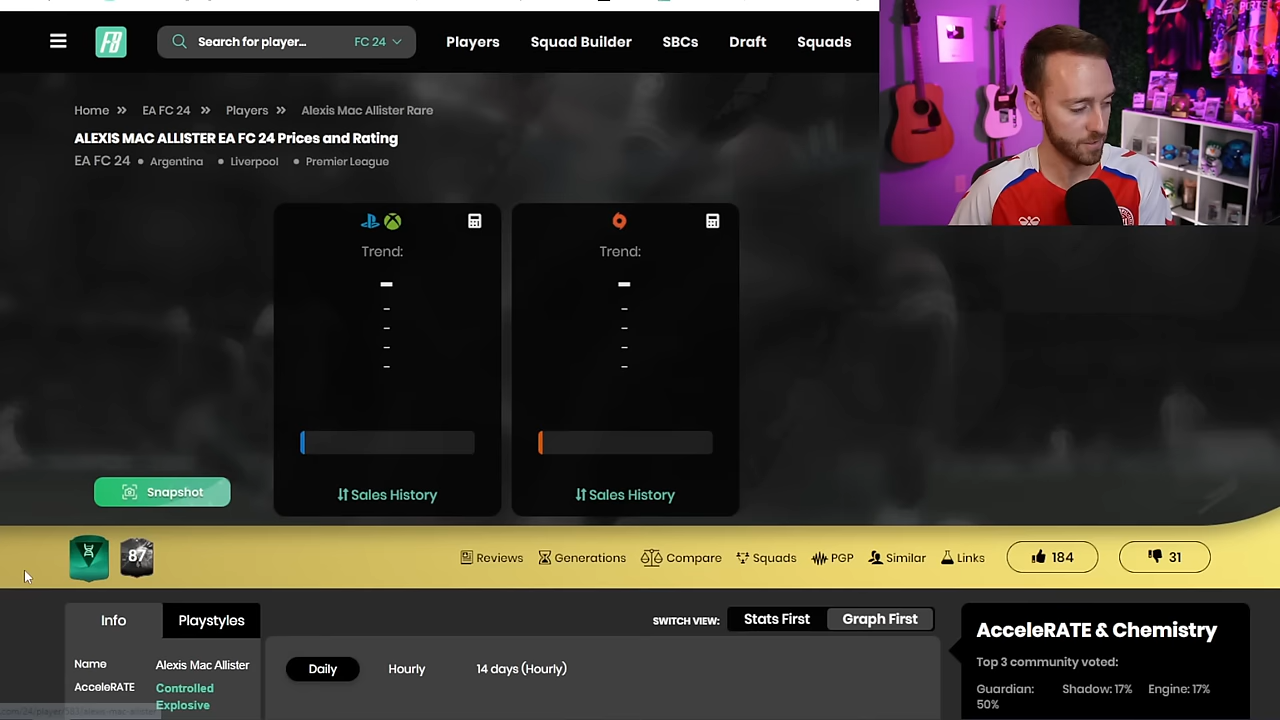 FB
Search for player...
FC 24
Players
Squad Builder
SBCs
Draft
Squads
Home » EA FC 24 » Players » Alexis Mac Allister Rare
ALEXIS MAC ALLISTER EA FC 24 Prices and Rating
EA FC 24 • Argentina • Liverpool • Premier League
Trend:
Trend:
Sales History
Sales History
Snapshot
87
Reviews
Generations
Compare
Squads
PGP
Similar
Links
184
31
Info
Playstyles
SWITCH VIEW:
Stats First
Graph First
Name
Alexis Mac Allister
AcceleRATE
Controlled
Explosive
Daily
Hourly
14 days (Hourly)
AcceleRATE & Chemistry
Top 3 community voted:
Guardian: 50%
Shadow: 17%
Engine: 17%